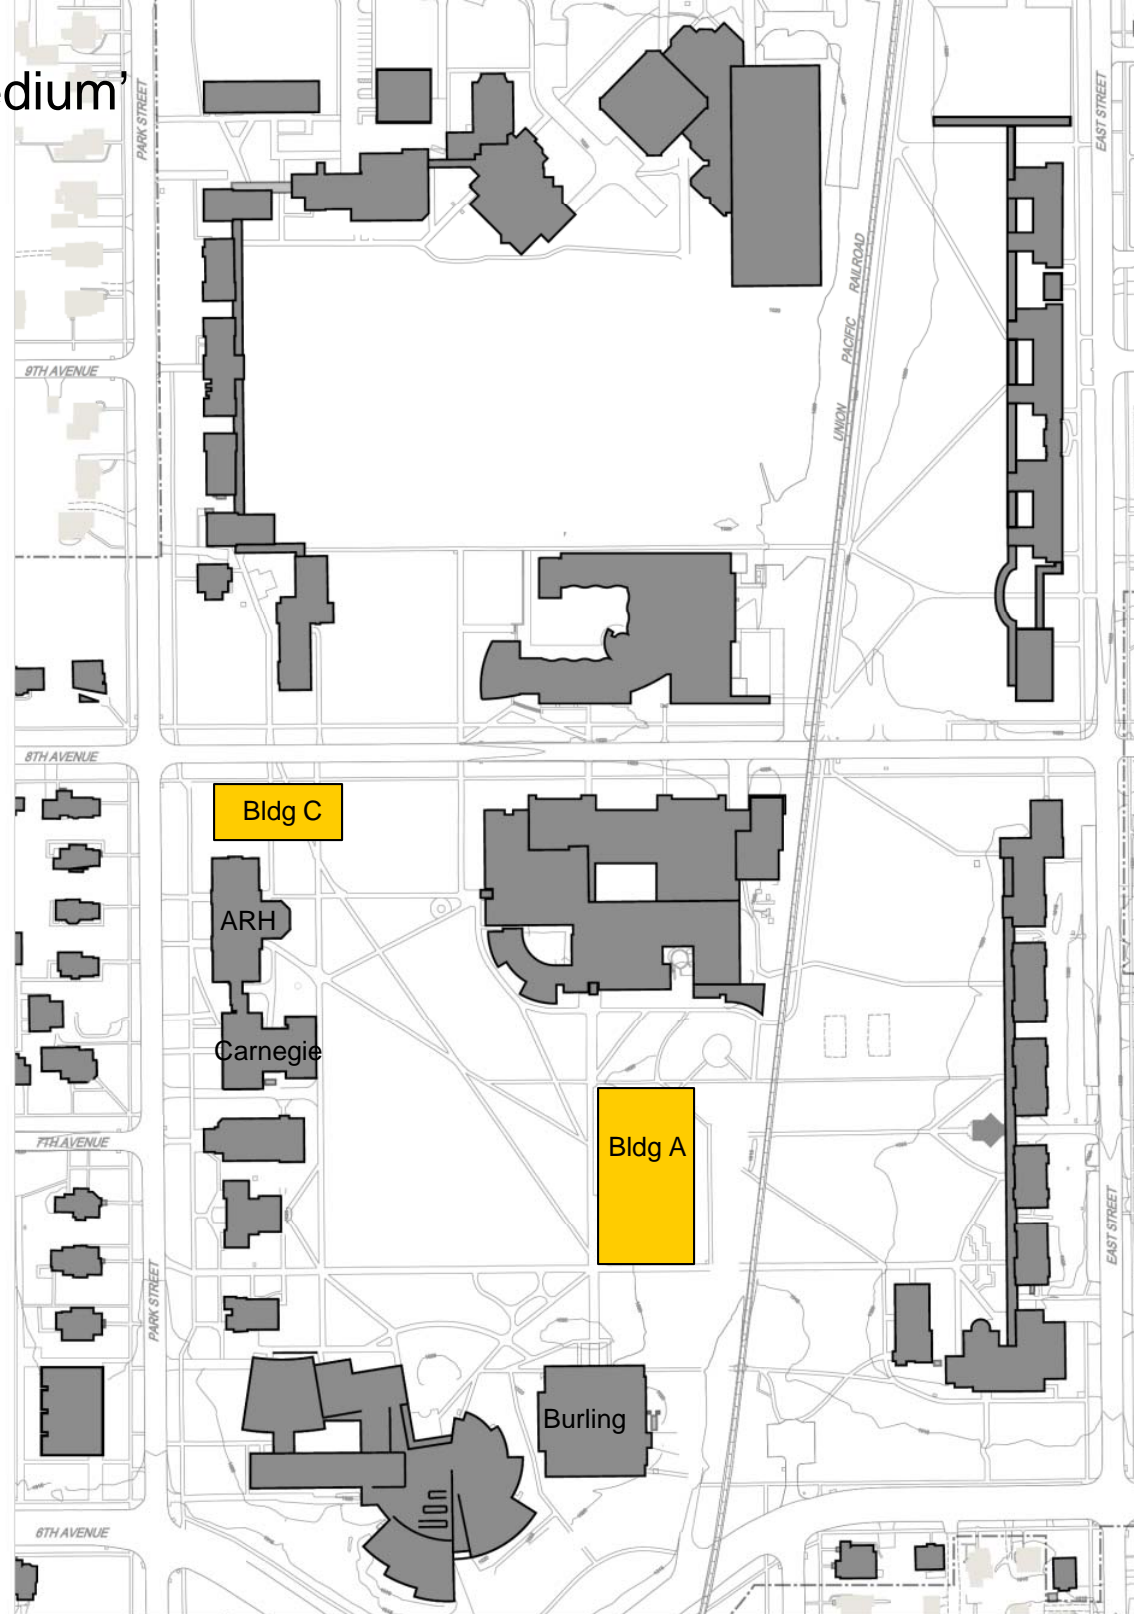 edium’
PARK STREET
EAST STREET
UNION PACIFIC RAILROAD
9TH AVENUE
8TH AVENUE
Bldg C
ARH
Carnegie
7TH AVENUE
Bldg A
PARK STREET
EAST STREET
Burling
6TH AVENUE